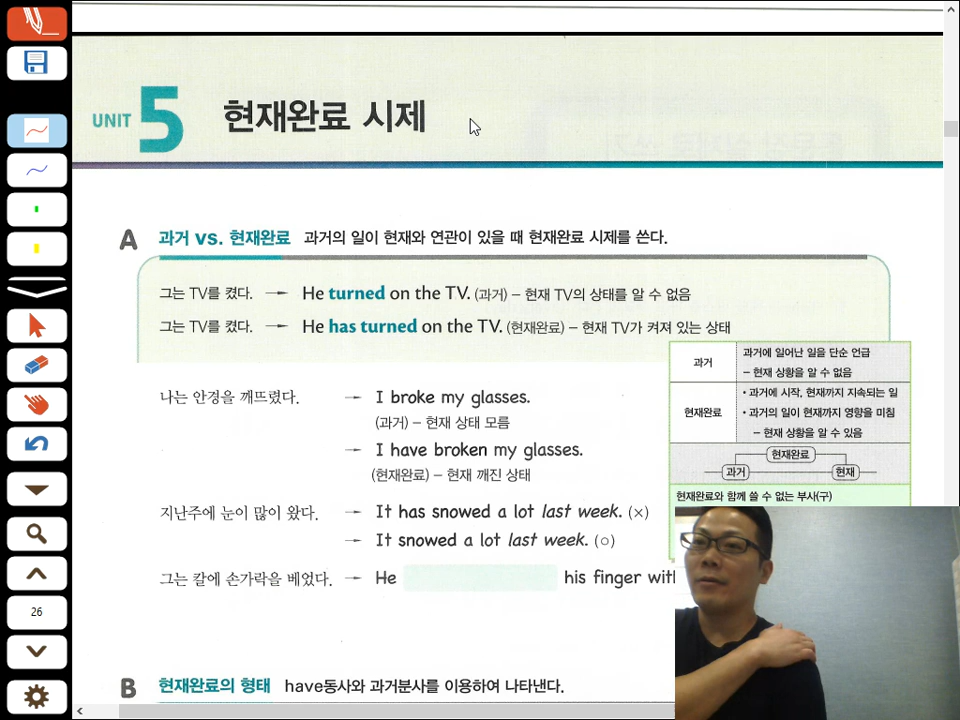 UNIT 5 현재완료 시제
A 과거 vs. 현재완료 과거의 일이 현재와 연관이 있을 때 현재완료 시제를 쓴다.
그는 TV를 켰다. → He turned on the TV. (과거) – 현재 TV의 상태를 알 수 없음
그는 TV를 켰다. → He has turned on the TV. (현재완료) – 현재 TV가 켜져 있는 상태
나는 안경을 깨뜨렸다. → I broke my glasses.
(과거) – 현재 상태 모름
→ I have broken my glasses.
(현재완료) – 현재 깨진 상태
지난주에 눈이 많이 왔다. → It has snowed a lot last week. (×)
→ It snowed a lot last week. (○)
그는 칼에 손가락을 베었다. → He his finger with
과거 과거에 일어난 일을 단순 언급
– 현재 상황을 알 수 없음
현재완료 • 과거에 시작, 현재까지 지속되는 일
• 과거의 일이 현재까지 영향을 미침
– 현재 상황을 알 수 있음
현재완료
과거 현재
현재완료와 함께 쓸 수 없는 부사(구)
B 현재완료의 형태 have동사와 과거분사를 이용하여 나타낸다.
26